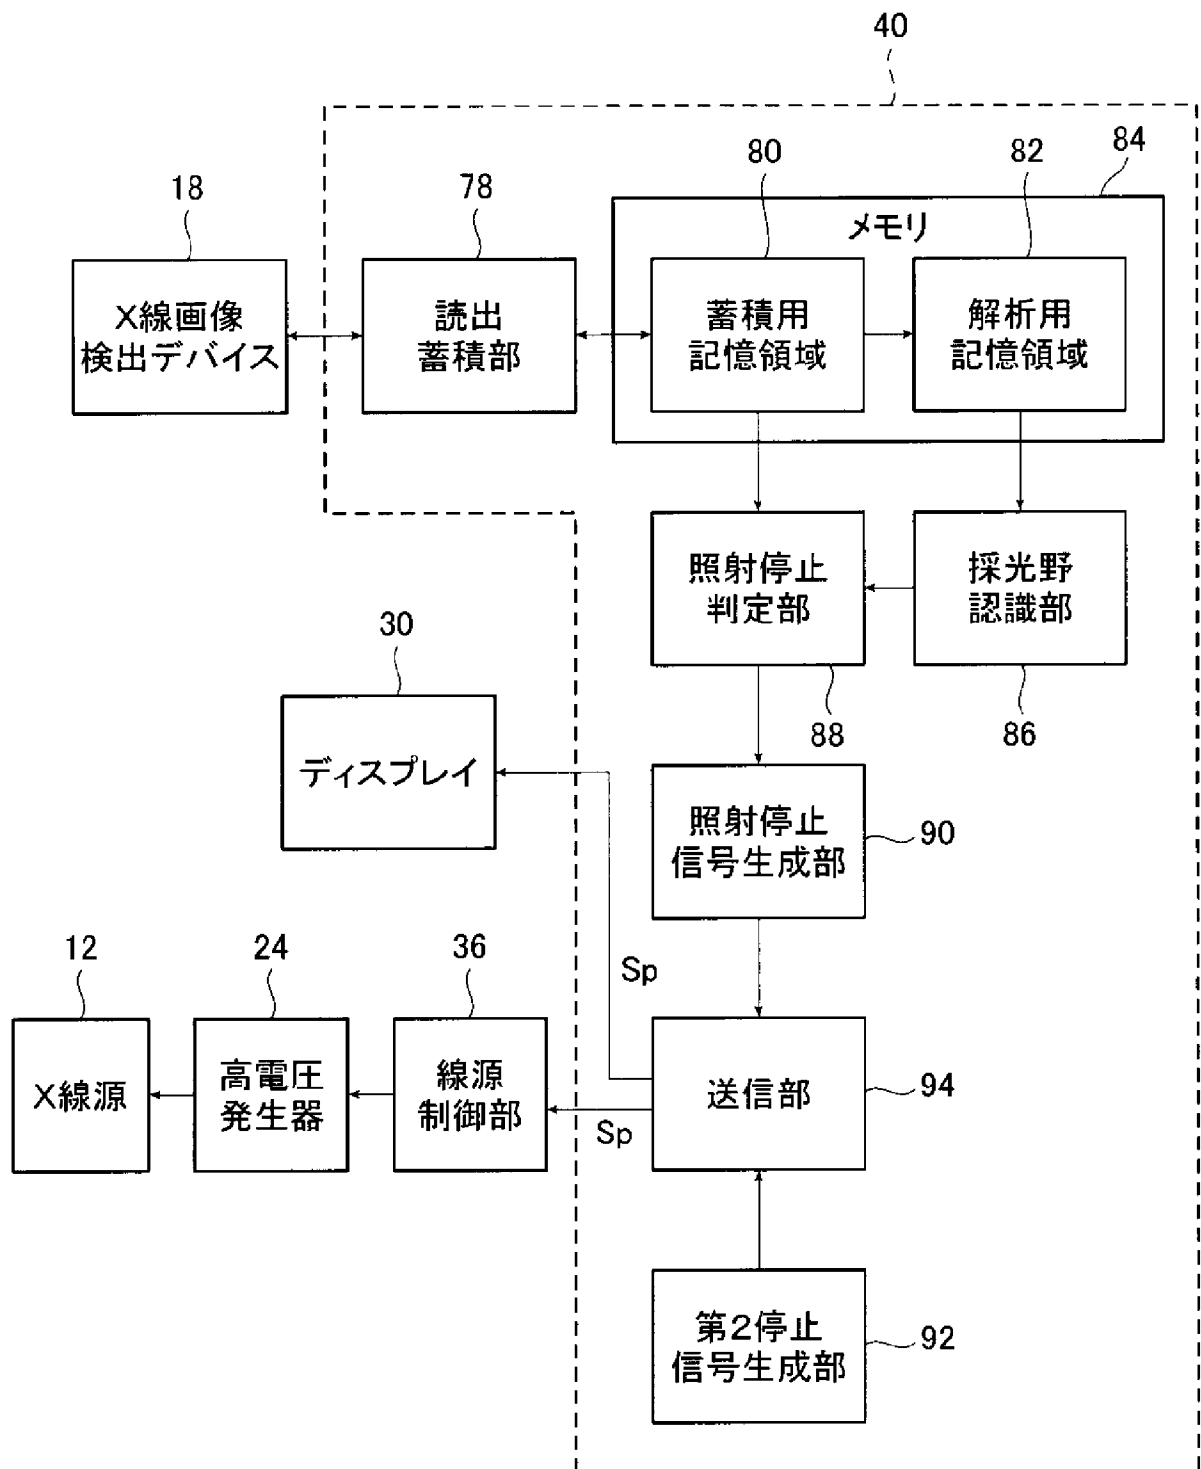 40
84
80
82
18
78
メモリ
X線画像
検出デバイス
読出
蓄積部
蓄積用
記憶領域
解析用
記憶領域
照射停止
判定部
採光野
認識部
30
88
86
ディスプレイ
照射停止
信号生成部
90
12
24
36
Sp
X線源
高電圧
発生器
線源
制御部
送信部
94
Sp
第2停止
信号生成部
92